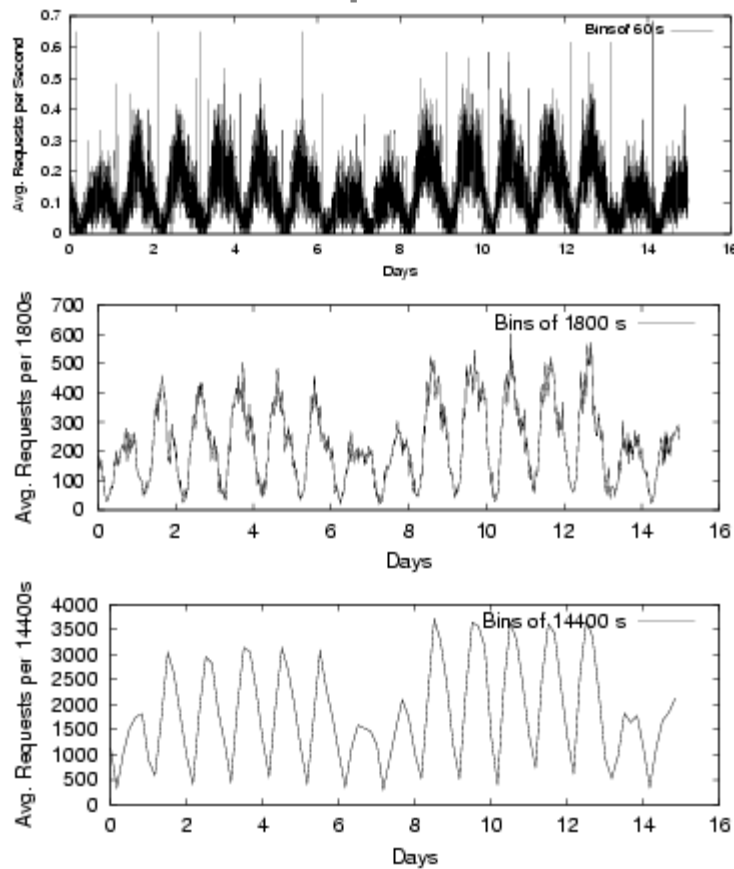 0.7
0.6
0.5
0.4
0.3
0.2
0.1
0
Avg. Requests per Second
Bins of 60 s
0 2 4 6 8 10 12 14 16
Days
700
600
500
400
300
200
100
0
Avg. Requests per 1800s
Bins of 1800 s
0 2 4 6 8 10 12 14 16
Days
4000
3500
3000
2500
2000
1500
1000
500
0
Avg. Requests per 14400s
Bins of 14400 s
0 2 4 6 8 10 12 14 16
Days